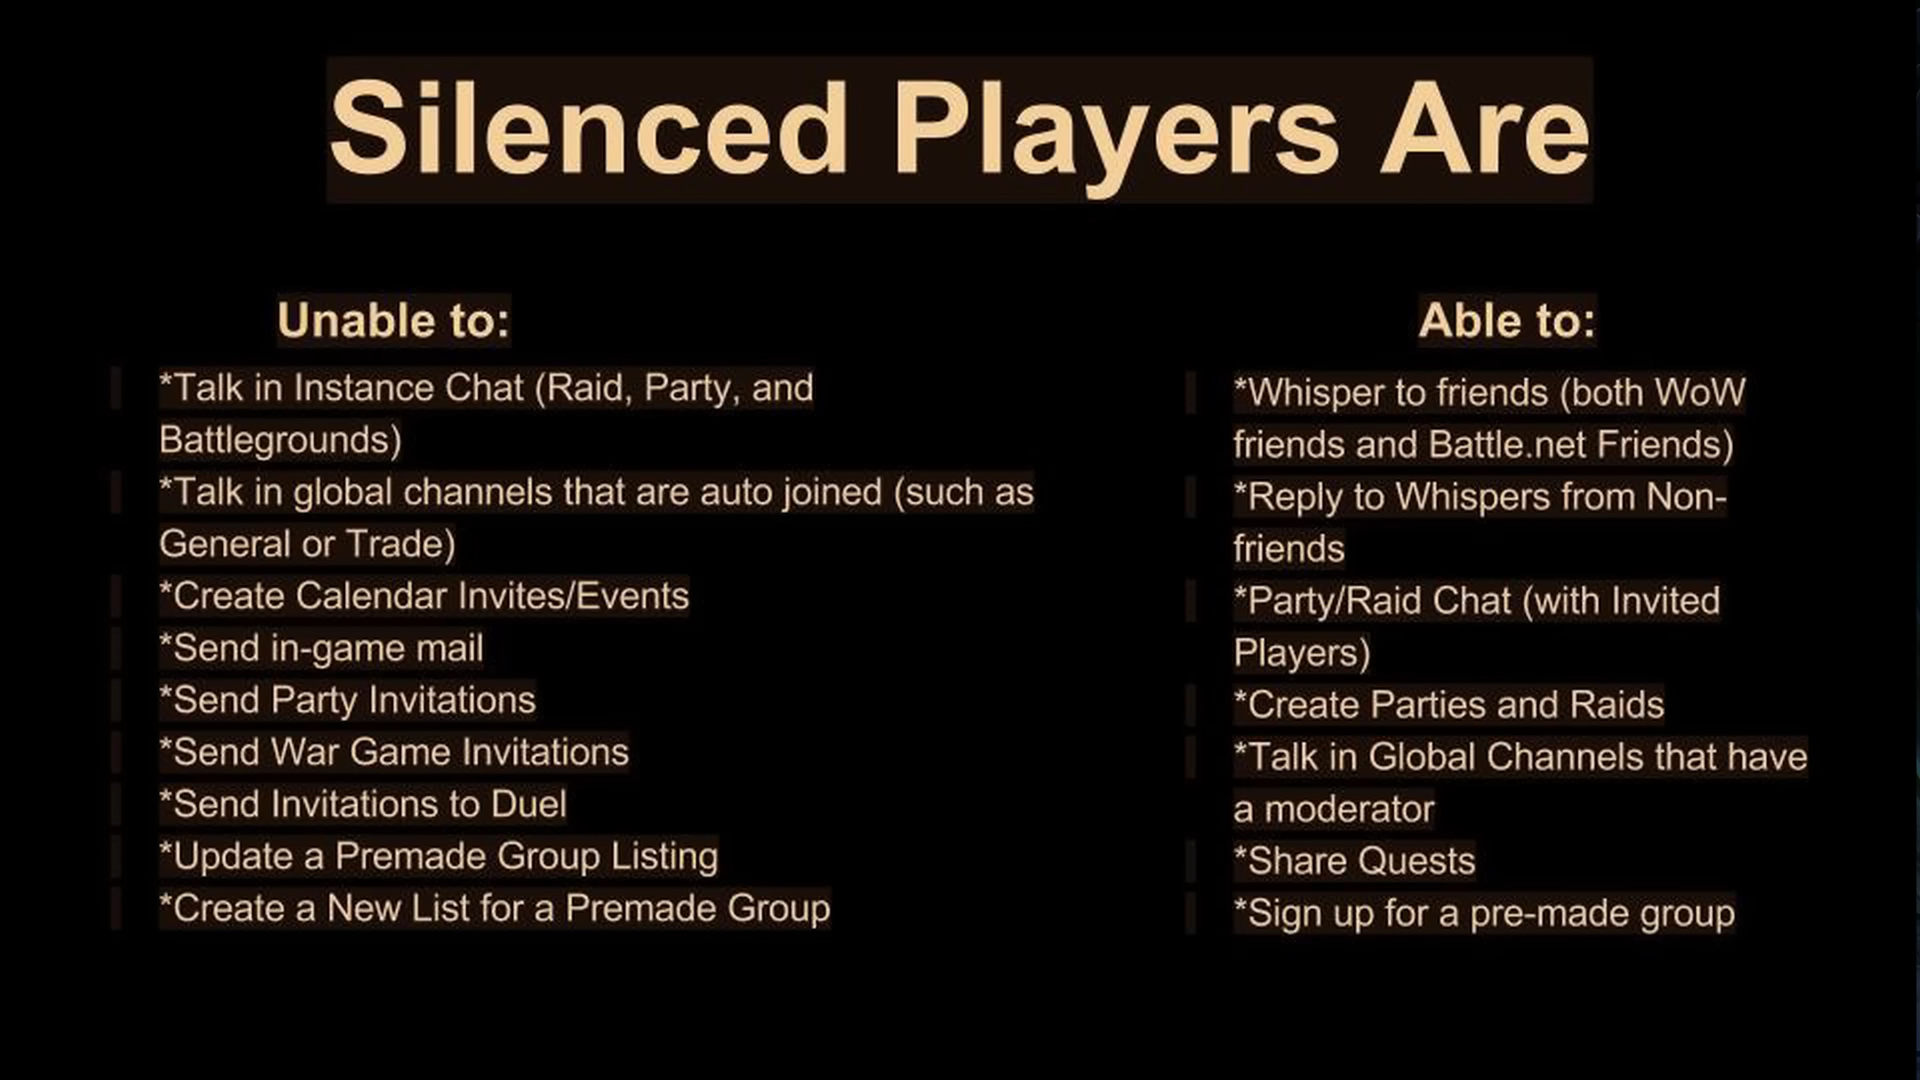 Silenced Players Are
Unable to:
*Talk in Instance Chat (Raid, Party, and
Battlegrounds)
*Talk in global channels that are auto joined (such as
General or Trade)
*Create Calendar Invites/Events
*Send in-game mail
*Send Party Invitations
*Send War Game Invitations
*Send Invitations to Duel
*Update a Premade Group Listing
*Create a New List for a Premade Group
Able to:
*Whisper to friends (both WoW
friends and Battle.net Friends)
*Reply to Whispers from Non-
friends
*Party/Raid Chat (with Invited
Players)
*Create Parties and Raids
*Talk in Global Channels that have
a moderator
*Share Quests
*Sign up for a pre-made group